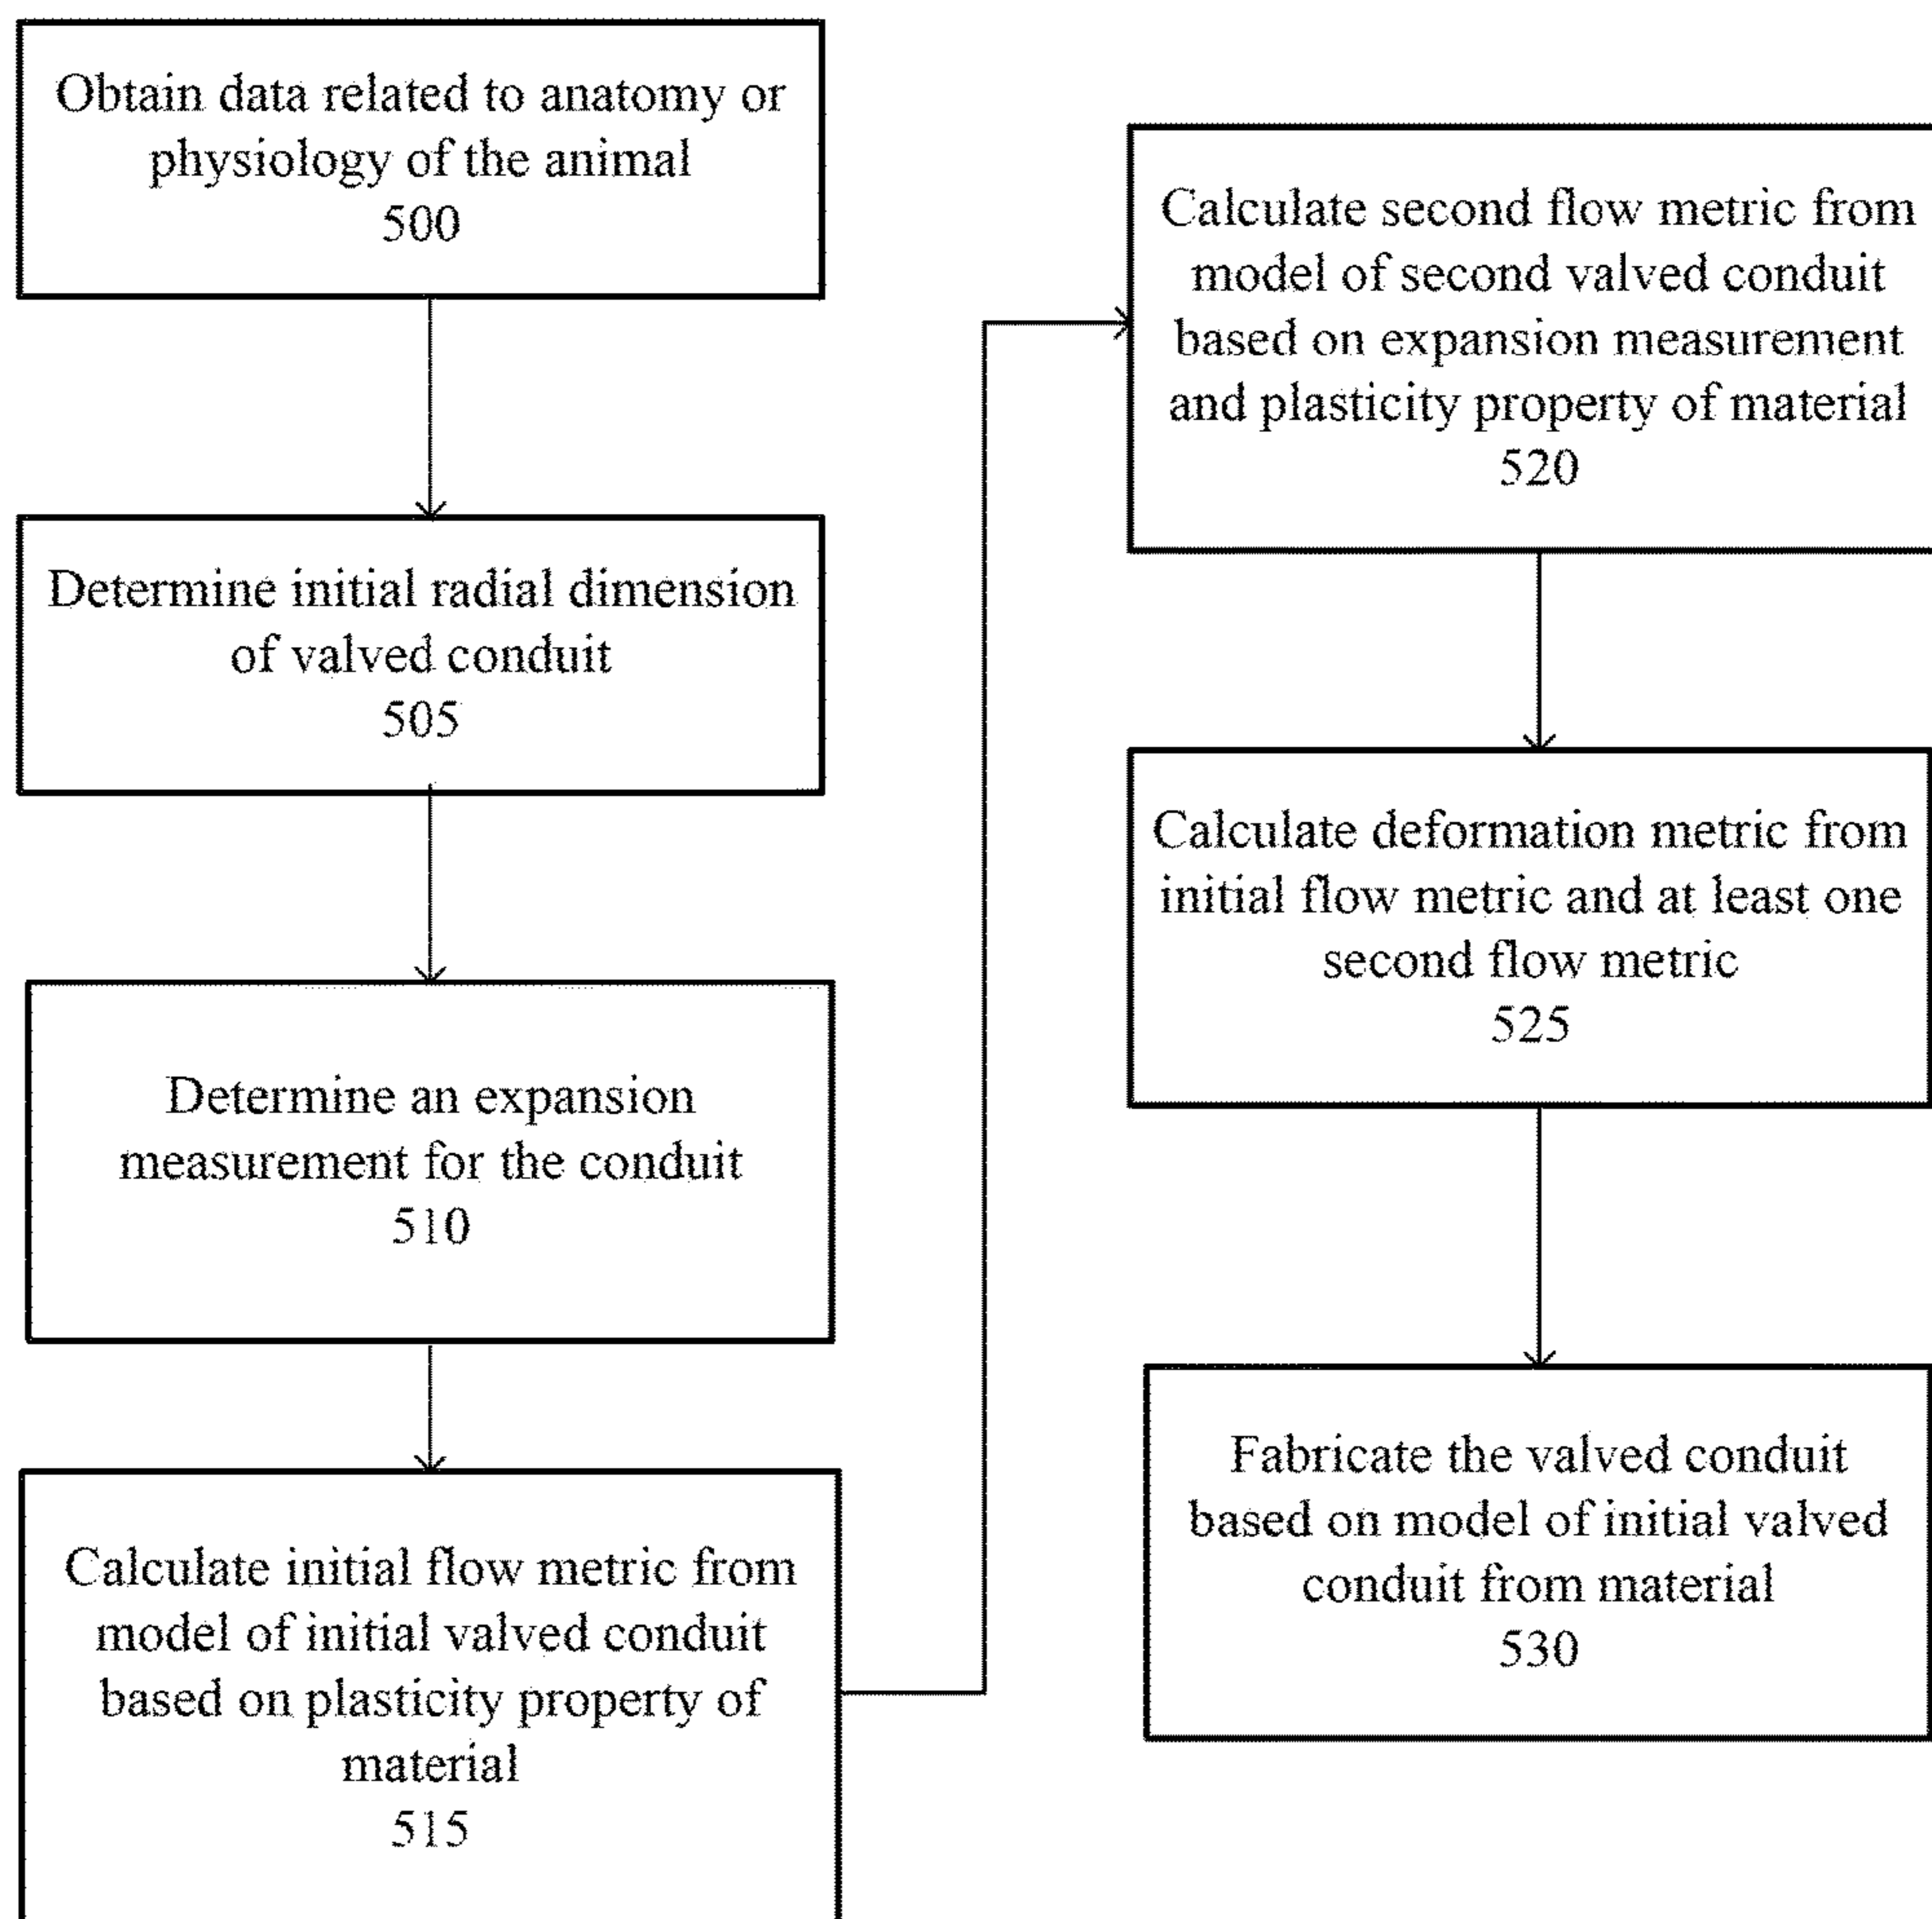 Obtain data related to anatomy or
physiology of the animal
500
Determine initial radial dimension
of valved conduit
505
Determine an expansion
measurement for the conduit
510
Calculate initial flow metric from
model of initial valved conduit
based on plasticity property of
material
515
Calculate second flow metric from
model of second valved conduit
based on expansion measurement
and plasticity property of material
520
Calculate deformation metric from
initial flow metric and at least one
second flow metric
525
Fabricate the valved conduit
based on model of initial valved
conduit from material
530